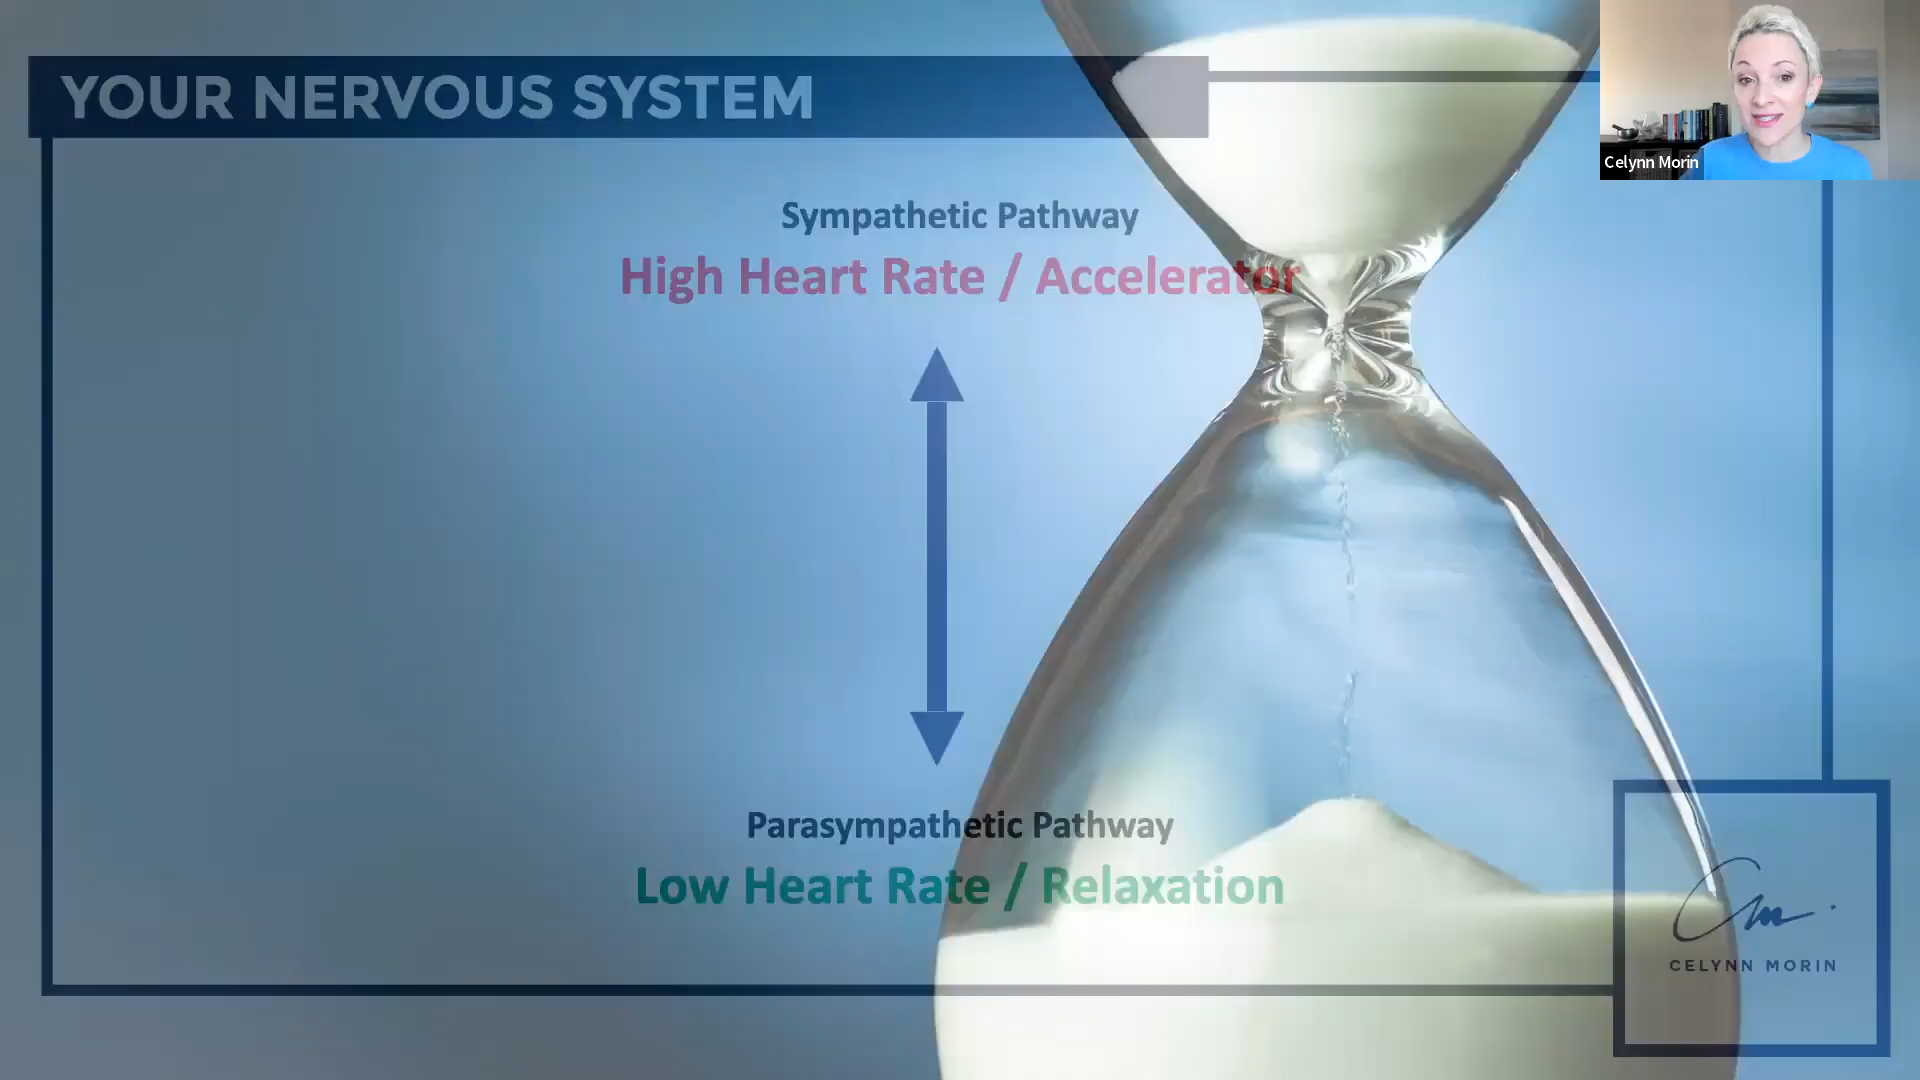 YOUR NERVOUS SYSTEM
Celynn Morin
Sympathetic Pathway
High Heart Rate / Accelerator
Parasympathetic Pathway
Low Heart Rate / Relaxation
Cm.
CELYNN MORIN